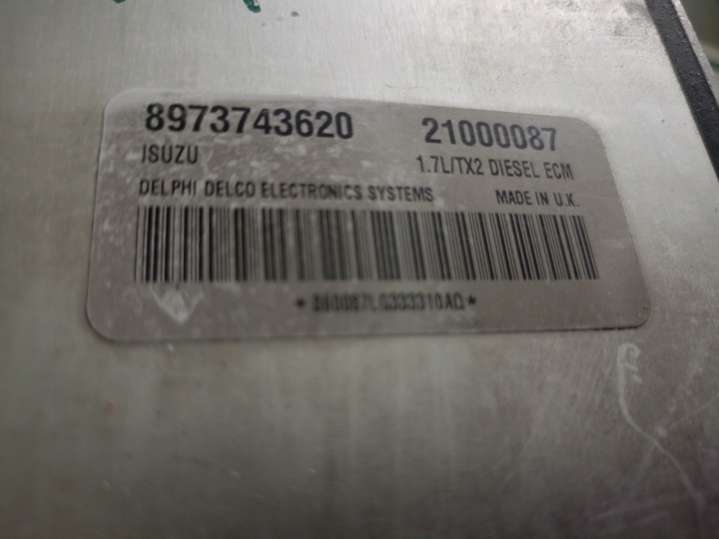 8973743620 21000087
ISUZU 1.7L/TX2 DIESEL ECM
DELPHI DELCO ELECTRONICS SYSTEMS MADE IN U.K.